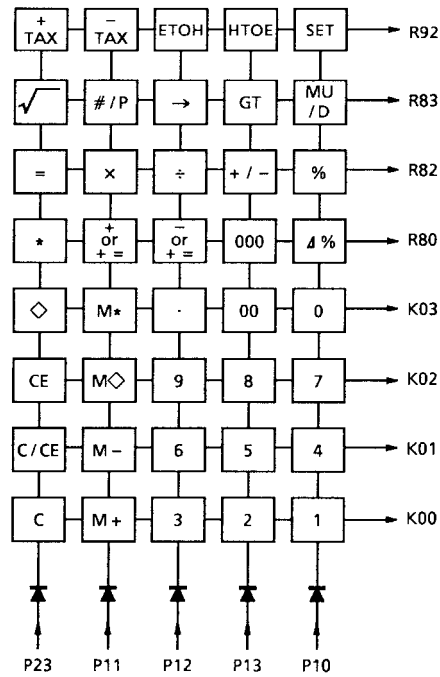 + TAX − TAX ETOH HTOE SET R92
√ #/P → GT MU /D R83
= × ÷ +/− % R82
* + or += − or += 000 ⊿% R80
◇ M* · 00 0 K03
CE M◇ 9 8 7 K02
C/CE M− 6 5 4 K01
C M+ 3 2 1 K00
P23 P11 P12 P13 P10